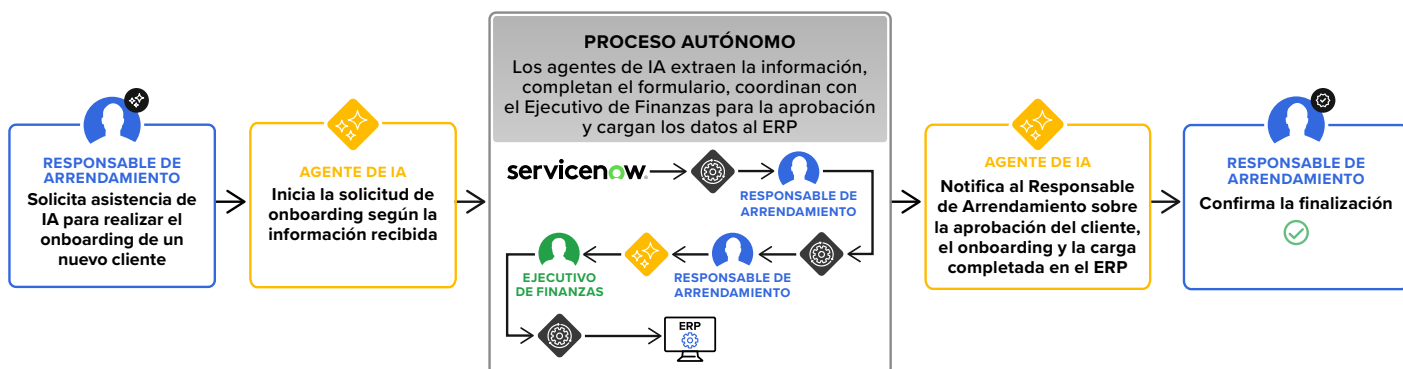 RESPONSABLE DE
ARRENDAMIENTO
Solicita asistencia de
IA para realizar el
onboarding de un
nuevo cliente
AGENTE DE IA
Inicia la solicitud de
onboarding según la
información recibida
PROCESO AUTÓNOMO
Los agentes de IA extraen la información,
completan el formulario, coordinan con
el Ejecutivo de Finanzas para la aprobación
y cargan los datos al ERP
servicenow
RESPONSABLE DE
ARRENDAMIENTO
EJECUTIVO
DE FINANZAS
RESPONSABLE DE
ARRENDAMIENTO
ERP
AGENTE DE IA
Notifica al Responsable
de Arrendamiento sobre
la aprobación del cliente,
el onboarding y la carga
completada en el ERP
RESPONSABLE DE
ARRENDAMIENTO
Confirma la finalización